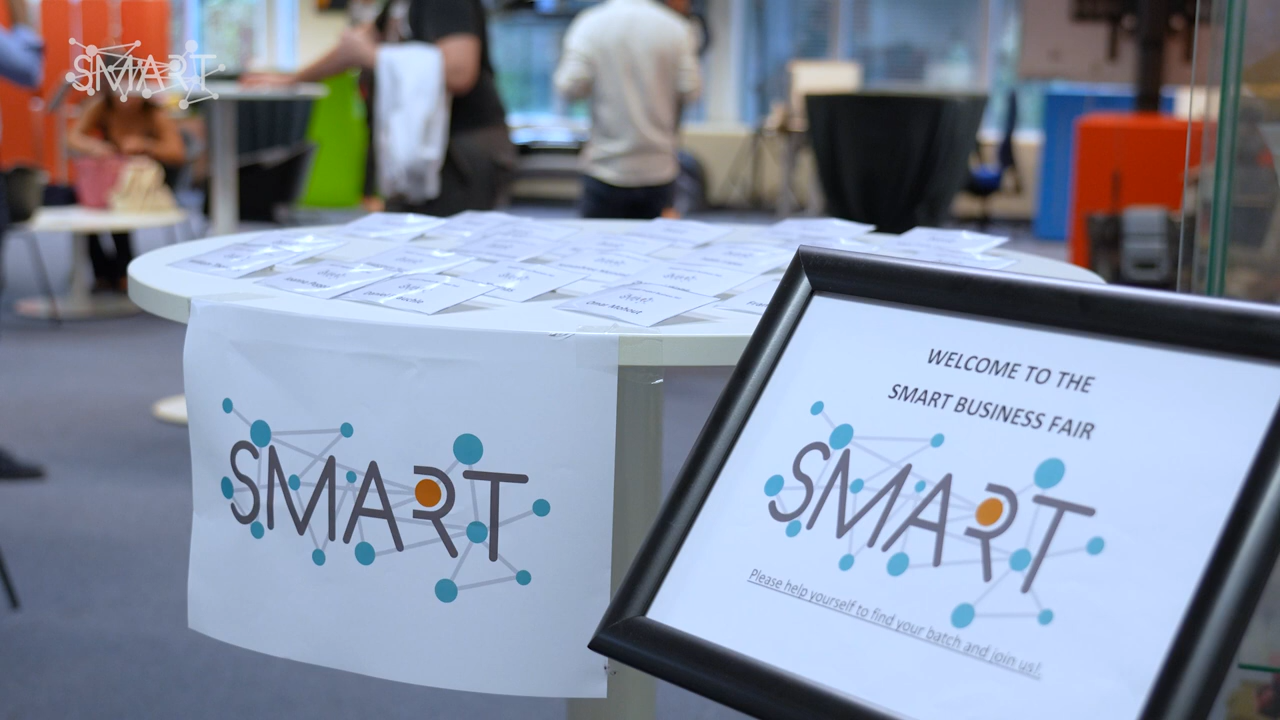 SMART
SMART
WELCOME TO THE
SMART BUSINESS FAIR
SMART
Please help yourself to find your batch and join us!